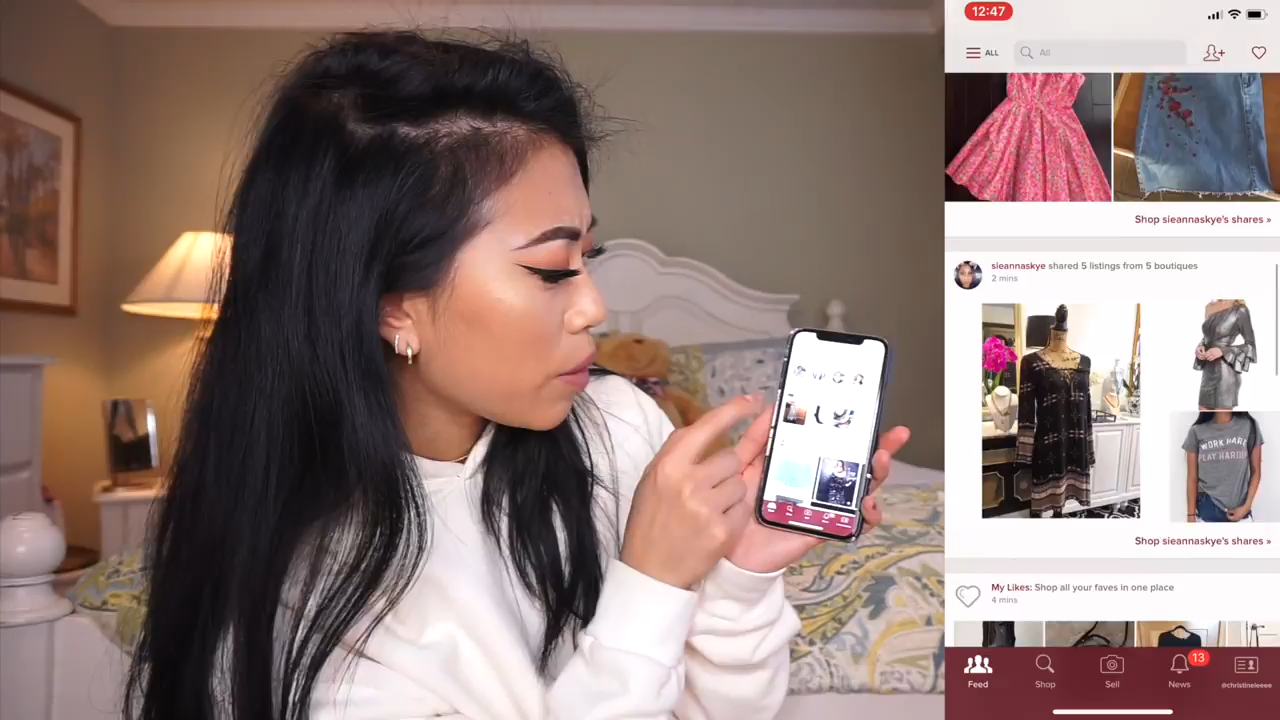 12:47
ALL
All
Shop sieannaskye's shares »
sieannaskye shared 5 listings from 5 boutiques
2 mins
WORK HARD
PLAY HARDER
Shop sieannaskye's shares »
My Likes: Shop all your faves in one place
4 mins
13
Feed
Shop
Sell
News
@christineleeee